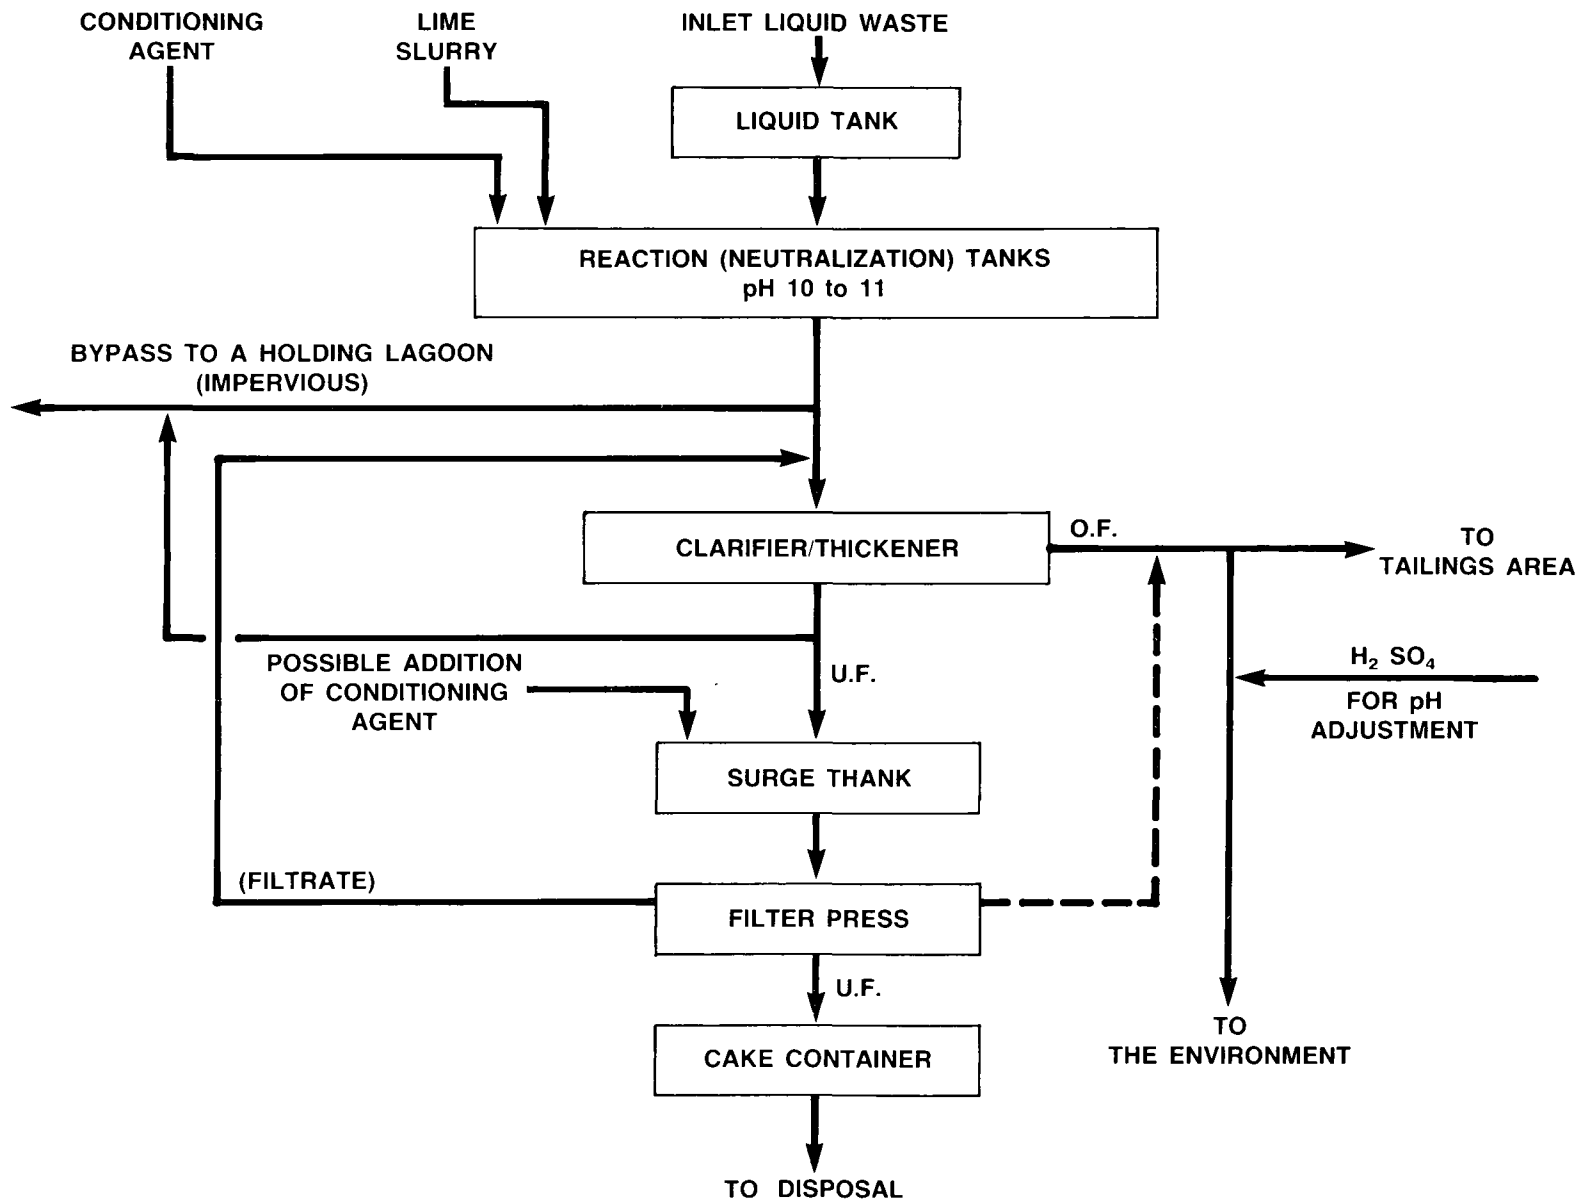 CONDITIONING
AGENT
LIME
SLURRY
INLET LIQUID WASTE
LIQUID TANK
REACTION (NEUTRALIZATION) TANKS
pH 10 to 11
BYPASS TO A HOLDING LAGOON
(IMPERVIOUS)
CLARIFIER/THICKENER
O.F.
TO
TAILINGS AREA
POSSIBLE ADDITION
OF CONDITIONING
AGENT
U.F.
H₂ SO₄
FOR pH
ADJUSTMENT
SURGE THANK
(FILTRATE)
FILTER PRESS
U.F.
TO
THE ENVIRONMENT
CAKE CONTAINER
TO DISPOSAL